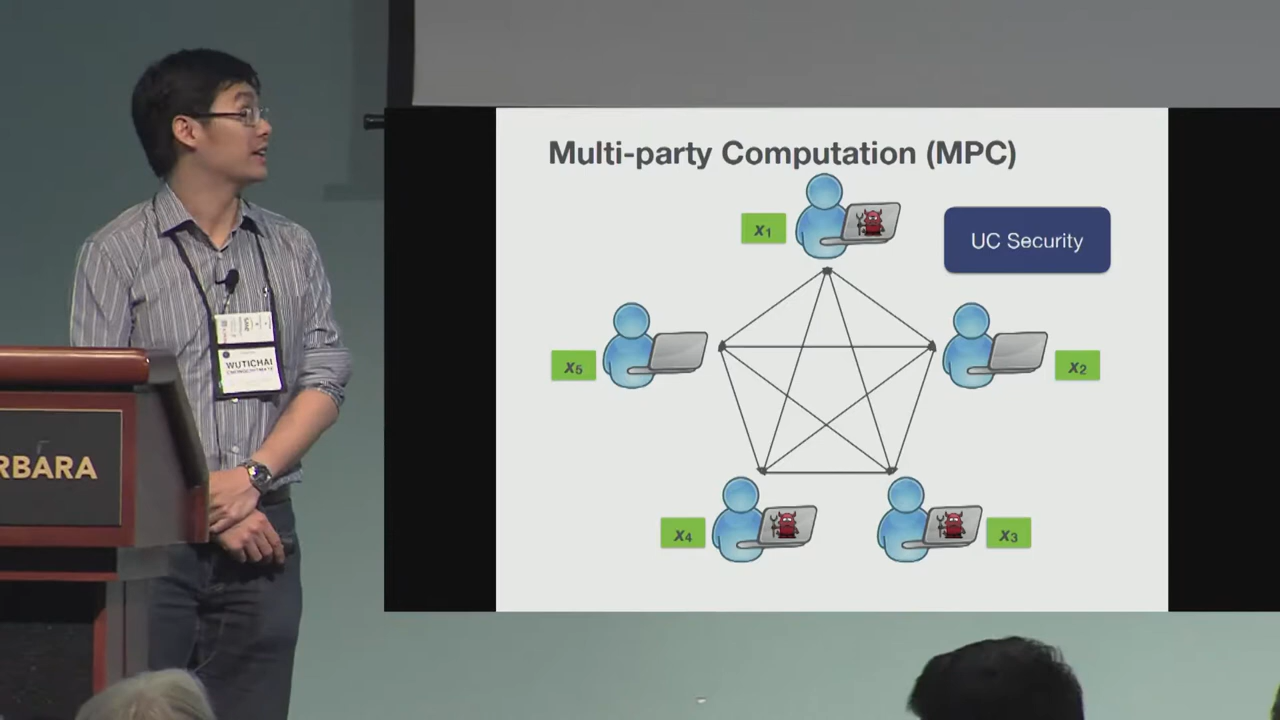 Multi-party Computation (MPC)
x₁
UC Security
x₅
x₂
x₄
x₃
WUTICHAI
RBARA